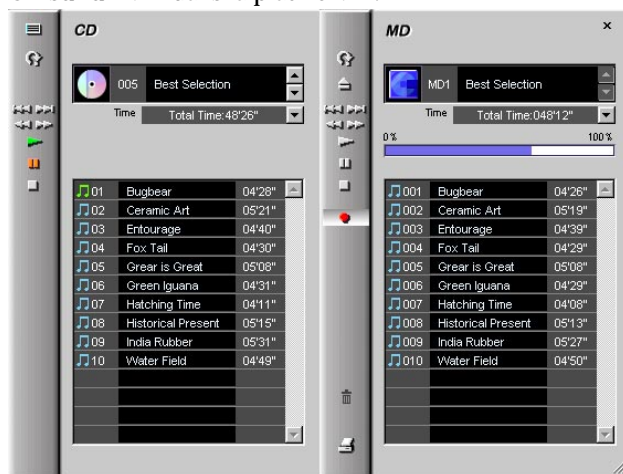 CD
005 Best Selection
Time Total Time:48'26"
01 Bugbear 04'28"
02 Ceramic Art 05'21"
03 Entourage 04'40"
04 Fox Tail 04'30"
05 Grear is Great 05'08"
06 Green Iguana 04'31"
07 Hatching Time 04'11"
08 Historical Present 05'15"
09 India Rubber 05'31"
10 Water Field 04'49"
MD
MD1 Best Selection
Time Total Time:048'12"
0% 100%
001 Bugbear 04'26"
002 Ceramic Art 05'19"
003 Entourage 04'39"
004 Fox Tail 04'29"
005 Grear is Great 05'08"
006 Green Iguana 04'29"
007 Hatching Time 04'08"
008 Historical Present 05'13"
009 India Rubber 05'27"
010 Water Field 04'50"